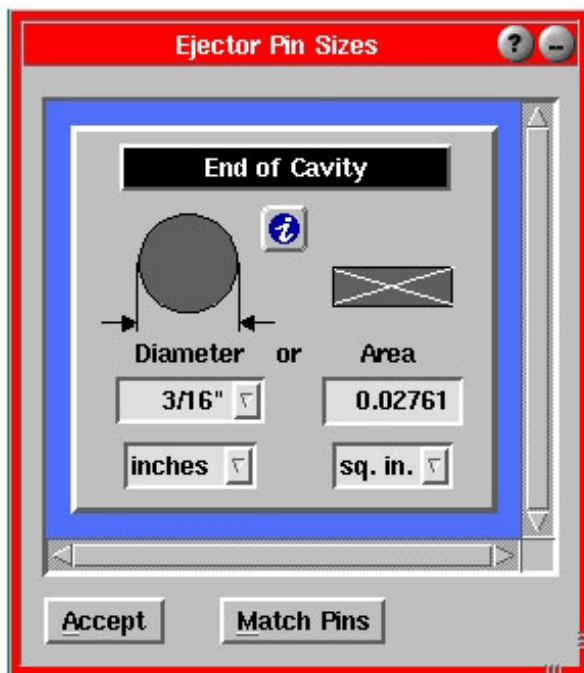 Ejector Pin Sizes ? --
End of Cavity
i
Diameter or Area
3/16" 0.02761
inches sq. in.
Accept Match Pins